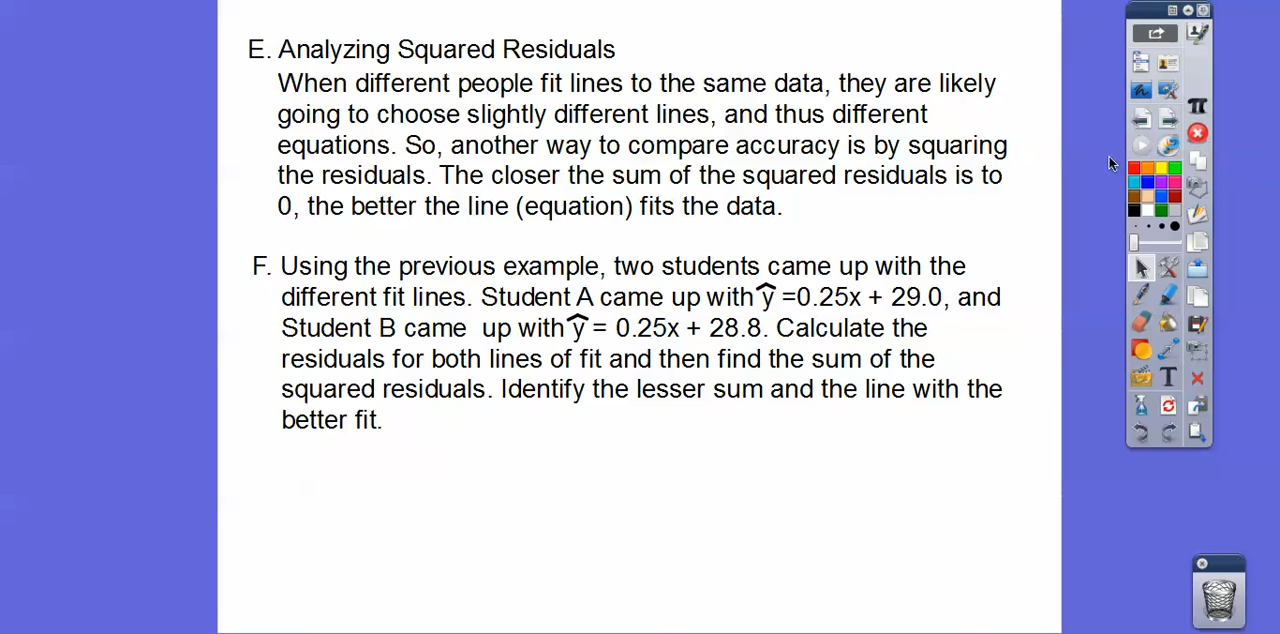 E. Analyzing Squared Residuals
When different people fit lines to the same data, they are likely
going to choose slightly different lines, and thus different
equations. So, another way to compare accuracy is by squaring
the residuals. The closer the sum of the squared residuals is to
0, the better the line (equation) fits the data.
F. Using the previous example, two students came up with the
different fit lines. Student A came up with ŷ =0.25x + 29.0, and
Student B came up with ŷ = 0.25x + 28.8. Calculate the
residuals for both lines of fit and then find the sum of the
squared residuals. Identify the lesser sum and the line with the
better fit.